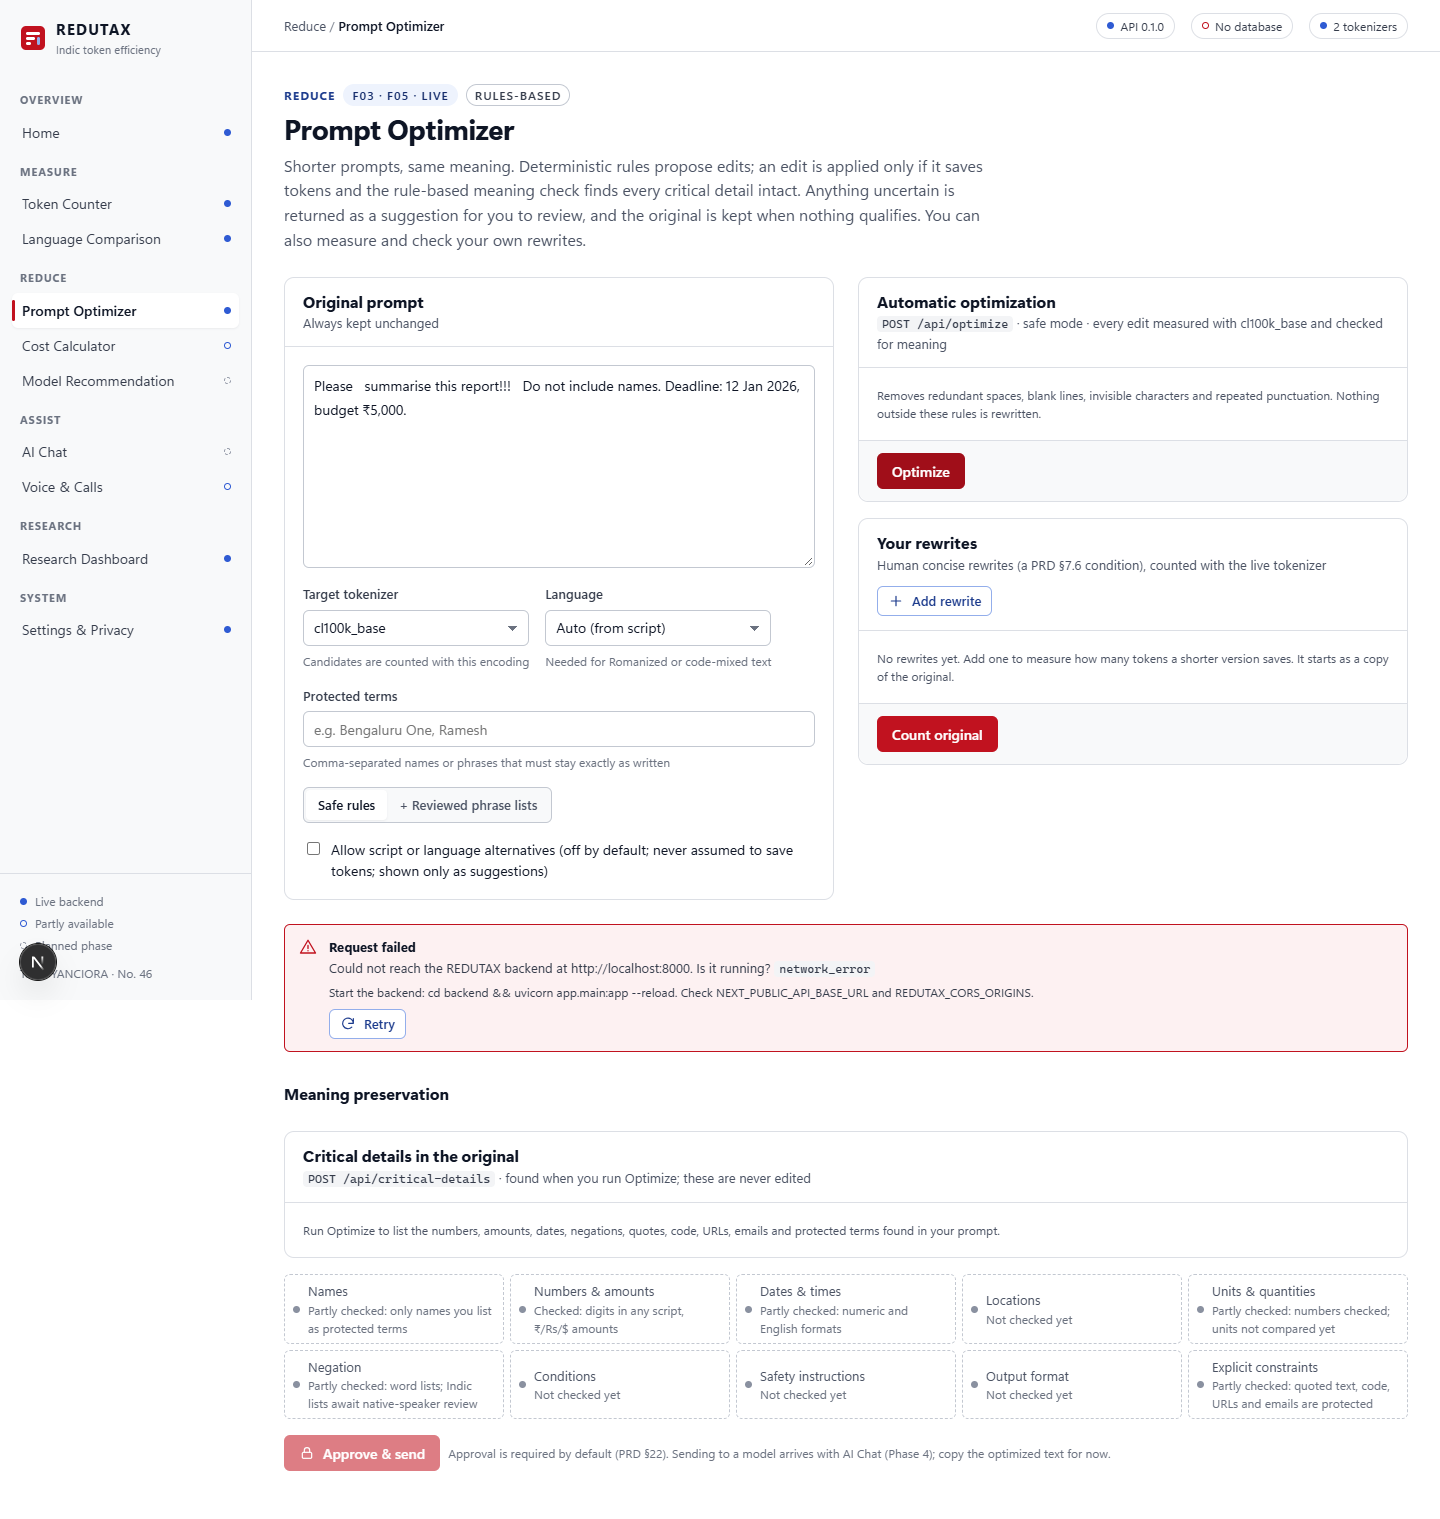 REDUTAX
Indic token efficiency
OVERVIEW
Home
MEASURE
Token Counter
Language Comparison
REDUCE
Prompt Optimizer
Cost Calculator
Model Recommendation
ASSIST
AI Chat
Voice & Calls
RESEARCH
Research Dashboard
SYSTEM
Settings & Privacy
Live backend
Partly available
nned phase
N
YANCIORA · No. 46
Reduce / Prompt Optimizer
API 0.1.0
No database
2 tokenizers
REDUCE
F03 · F05 · LIVE
RULES-BASED
Prompt Optimizer
Shorter prompts, same meaning. Deterministic rules propose edits; an edit is applied only if it saves
tokens and the rule-based meaning check finds every critical detail intact. Anything uncertain is
returned as a suggestion for you to review, and the original is kept when nothing qualifies. You can
also measure and check your own rewrites.
Original prompt
Always kept unchanged
Please   summarise this report!!!   Do not include names. Deadline: 12 Jan 2026,
budget ₹5,000.
Target tokenizer
cl100k_base
Candidates are counted with this encoding
Language
Auto (from script)
Needed for Romanized or code-mixed text
Protected terms
e.g. Bengaluru One, Ramesh
Comma-separated names or phrases that must stay exactly as written
Safe rules
+ Reviewed phrase lists
Allow script or language alternatives (off by default; never assumed to save
tokens; shown only as suggestions)
Automatic optimization
POST /api/optimize · safe mode · every edit measured with cl100k_base and checked
for meaning
Removes redundant spaces, blank lines, invisible characters and repeated punctuation. Nothing
outside these rules is rewritten.
Optimize
Your rewrites
Human concise rewrites (a PRD §7.6 condition), counted with the live tokenizer
+ Add rewrite
No rewrites yet. Add one to measure how many tokens a shorter version saves. It starts as a copy
of the original.
Count original
Request failed
Could not reach the REDUTAX backend at http://localhost:8000. Is it running? network_error
Start the backend: cd backend && uvicorn app.main:app --reload. Check NEXT_PUBLIC_API_BASE_URL and REDUTAX_CORS_ORIGINS.
Retry
Meaning preservation
Critical details in the original
POST /api/critical-details · found when you run Optimize; these are never edited
Run Optimize to list the numbers, amounts, dates, negations, quotes, code, URLs, emails and protected terms found in your prompt.
Names
Partly checked: only names you list
as protected terms
Numbers & amounts
Checked: digits in any script,
₹/Rs/$ amounts
Dates & times
Partly checked: numeric and
English formats
Locations
Not checked yet
Units & quantities
Partly checked: numbers checked;
units not compared yet
Negation
Partly checked: word lists; Indic
lists await native-speaker review
Conditions
Not checked yet
Safety instructions
Not checked yet
Output format
Not checked yet
Explicit constraints
Partly checked: quoted text, code,
URLs and emails are protected
Approve & send
Approval is required by default (PRD §22). Sending to a model arrives with AI Chat (Phase 4); copy the optimized text for now.